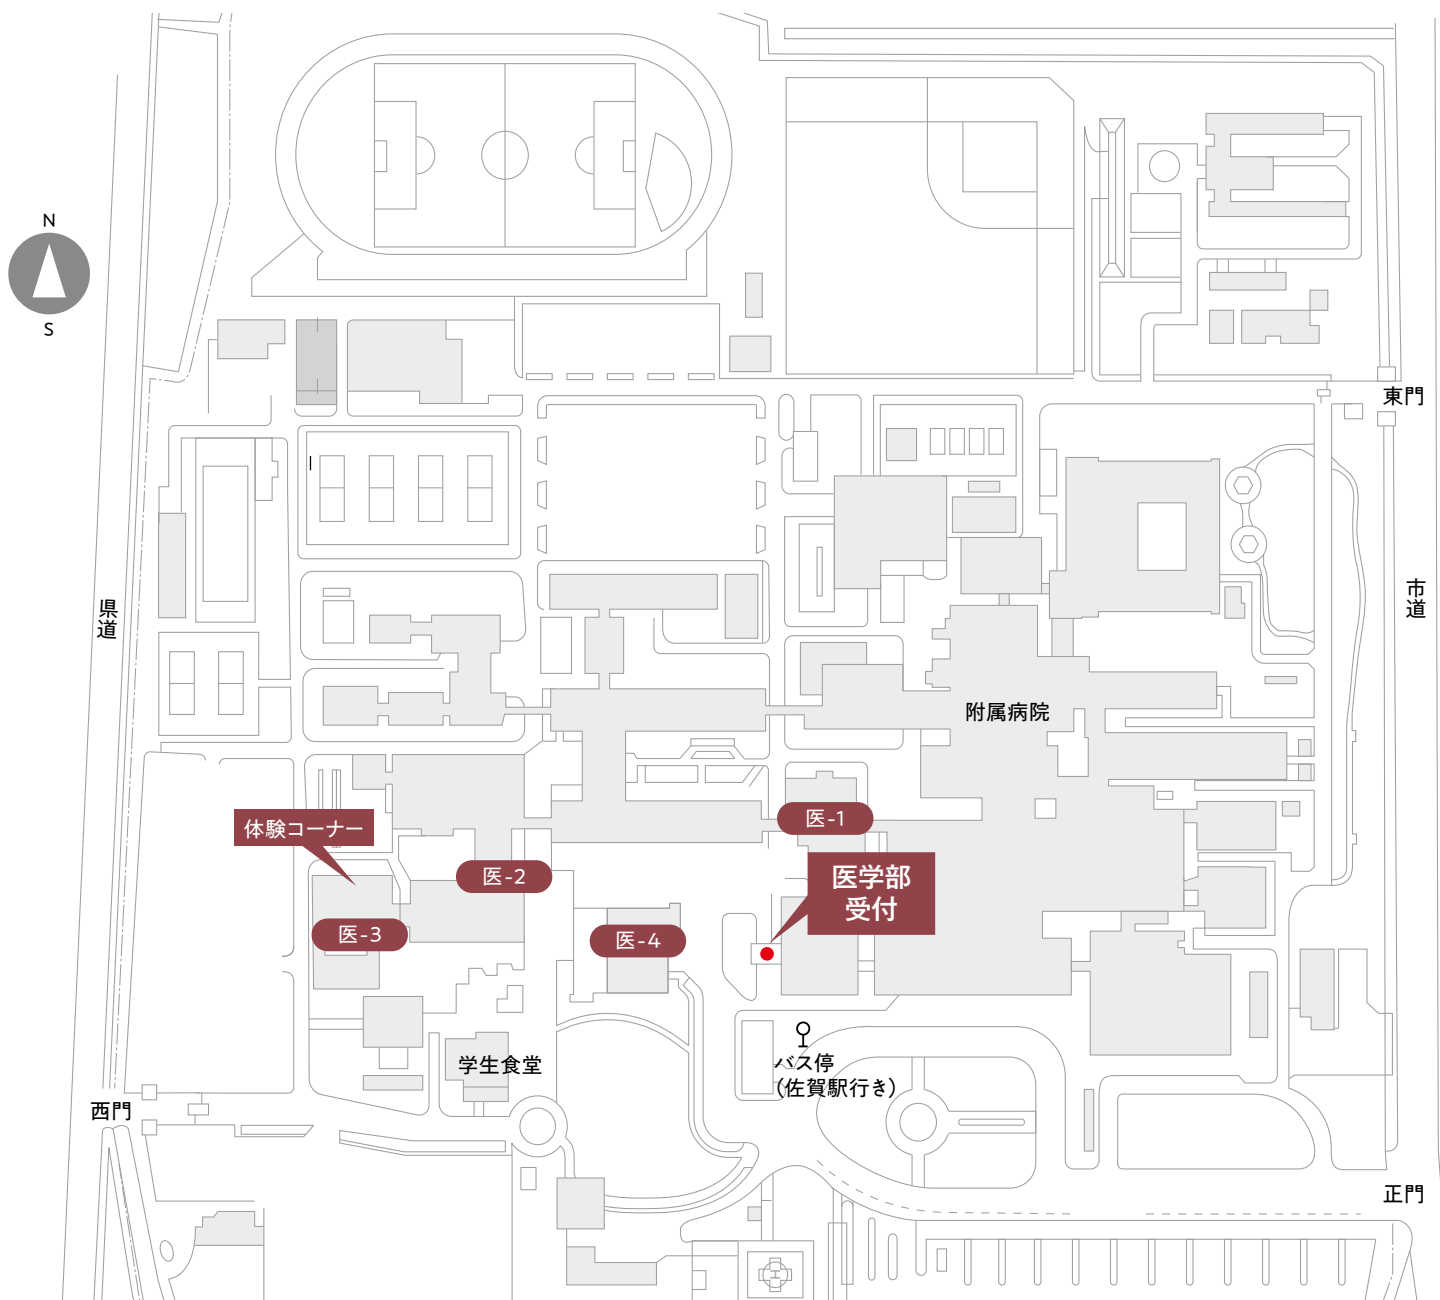 N
S
東門
県道
市道
附属病院
体験コーナー
医-1
医学部
受付
医-2
医-3
医-4
バス停
(佐賀駅行き)
学生食堂
西門
正門